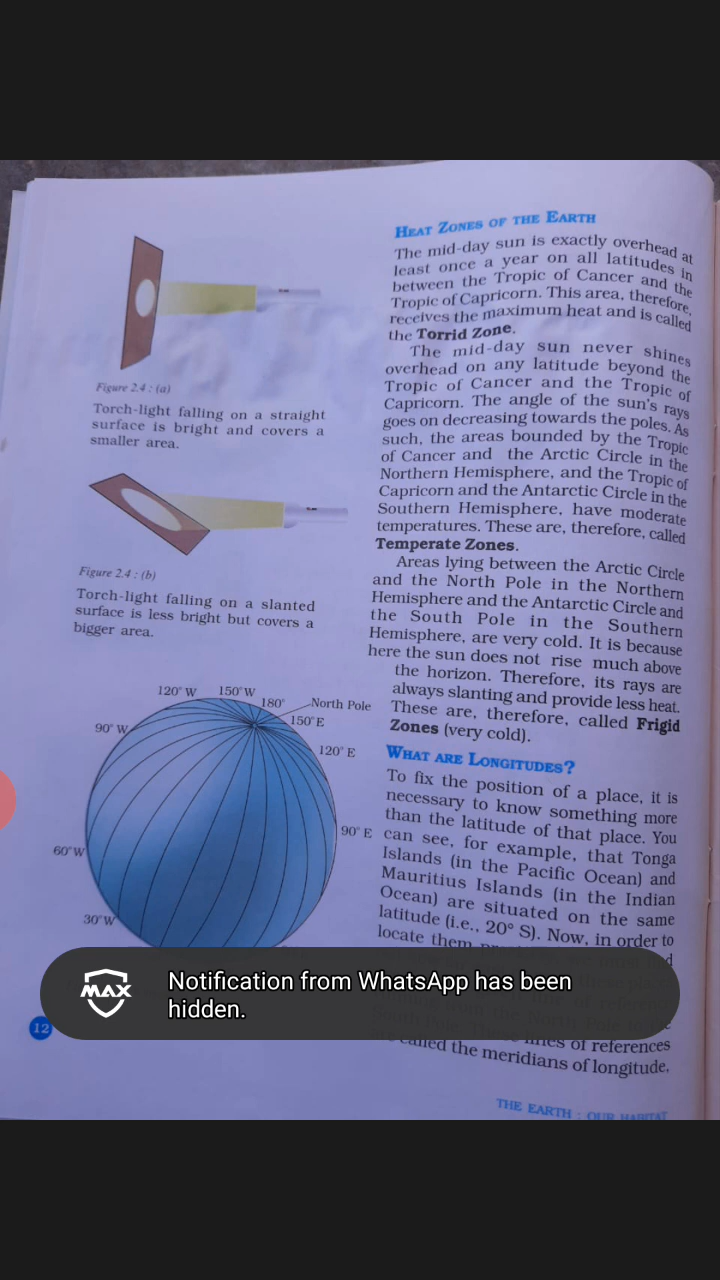 Figure 2.4 : (a)
Torch-light falling on a straight
surface is bright and covers a
smaller area.
Figure 2.4 : (b)
Torch-light falling on a slanted
surface is less bright but covers a
bigger area.
120° W
150° W
180°
North Pole
150° E
120° E
90° W
90° E
60° W
30° W
HEAT ZONES OF THE EARTH
The mid-day sun is exactly overhead at
least once a year on all latitudes in
between the Tropic of Cancer and the
Tropic of Capricorn. This area, therefore,
receives the maximum heat and is called
the Torrid Zone.
The mid-day sun never shines
overhead on any latitude beyond the
Tropic of Cancer and the Tropic of
Capricorn. The angle of the sun's rays
goes on decreasing towards the poles. As
such, the areas bounded by the Tropic
of Cancer and the Arctic Circle in the
Northern Hemisphere, and the Tropic of
Capricorn and the Antarctic Circle in the
Southern Hemisphere, have moderate
temperatures. These are, therefore, called
Temperate Zones.
Areas lying between the Arctic Circle
and the North Pole in the Northern
Hemisphere and the Antarctic Circle and
the South Pole in the Southern
Hemisphere, are very cold. It is because
here the sun does not rise much above
the horizon. Therefore, its rays are
always slanting and provide less heat.
These are, therefore, called Frigid
Zones (very cold).
WHAT ARE LONGITUDES?
To fix the position of a place, it is
necessary to know something more
than the latitude of that place. You
can see, for example, that Tonga
Islands (in the Pacific Ocean) and
Mauritius Islands (in the Indian
Ocean) are situated on the same
latitude (i.e., 20° S). Now, in order to
locate them
lines of references
called the meridians of longitude,
MAX
Notification from WhatsApp has been
hidden.
12
THE EARTH : OUR HABITAT